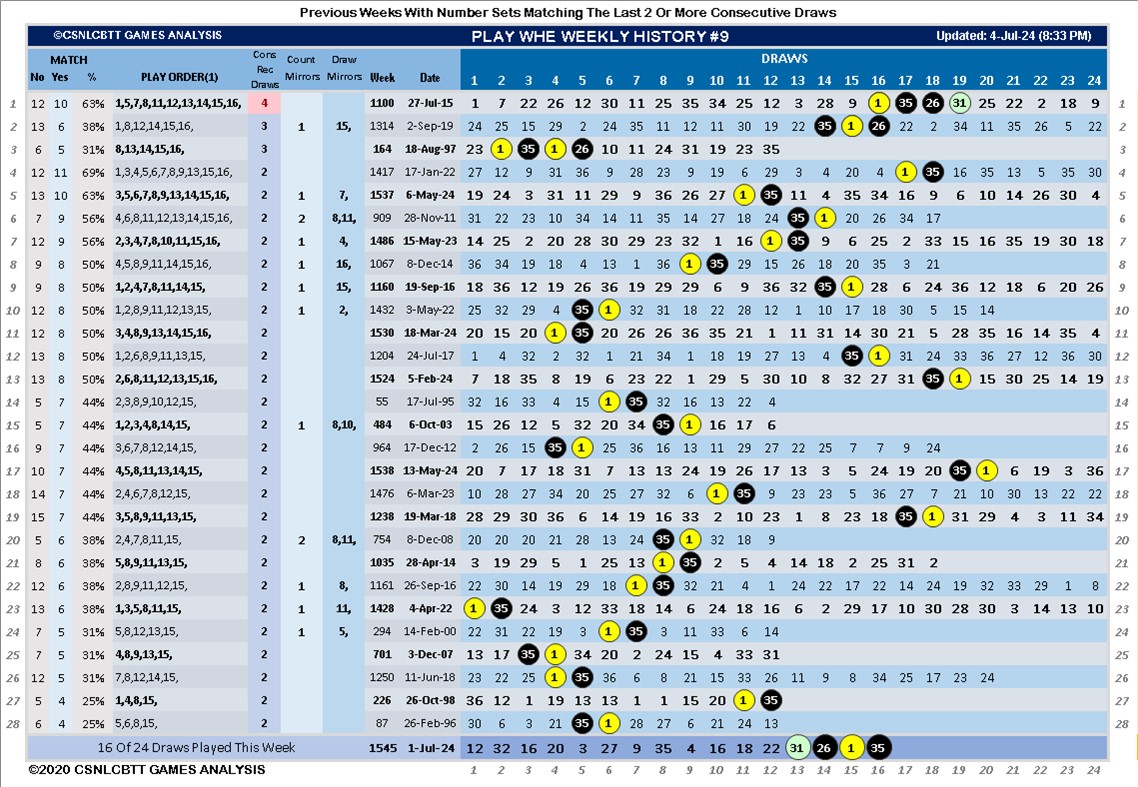 Previous Weeks With Number Sets Matching The Last 2 Or More Consecutive Draws
©CSNLCBTT GAMES ANALYSIS PLAY WHE WEEKLY HISTORY #9 Updated: 4-Jul-24 (8:33 PM)
MATCH Cons Rec Draws Count Mirrors Draw Mirrors DRAWS
No Yes % PLAY ORDER(1) Week Date 1 2 3 4 5 6 7 8 9 10 11 12 13 14 15 16 17 18 19 20 21 22 23 24
1 12 10 63% 1,5,7,8,11,12,13,14,15,16, 4 1100 27-Jul-15 1 7 22 26 12 30 11 25 35 34 25 12 3 28 9 1 35 26 31 25 22 2 18 9 1
2 13 6 38% 1,8,12,14,15,16, 3 1 15, 1314 2-Sep-19 24 25 15 29 2 24 35 11 12 11 30 19 22 35 1 26 22 2 34 11 35 26 5 22 2
3 6 5 31% 8,13,14,15,16, 3 164 18-Aug-97 23 1 35 1 26 10 11 24 31 19 23 35 3
4 12 11 69% 1,3,4,5,6,7,8,9,13,14,16, 2 1417 17-Jan-22 27 12 9 31 36 9 28 23 9 19 6 29 3 4 20 4 1 35 16 35 13 5 35 30 4
5 13 10 63% 3,5,6,7,8,9,13,14,15,16, 2 1 7, 1537 6-May-24 19 24 3 31 11 29 9 36 26 27 1 35 11 4 35 34 16 9 6 10 14 26 30 4 5
6 7 9 56% 4,6,8,11,12,13,14,15,16, 2 2 8,11, 909 28-Nov-11 31 22 23 10 34 14 11 35 14 27 18 24 35 1 20 26 34 17 6
7 12 9 56% 2,3,4,7,8,10,11,15,16, 2 1 4, 1486 15-May-23 14 25 2 20 28 30 29 23 32 1 16 1 35 9 6 25 2 33 15 16 35 19 30 18 7
8 9 8 50% 4,5,8,9,11,14,15,16, 2 1 16, 1067 8-Dec-14 36 34 19 18 4 13 1 36 1 35 29 15 26 18 20 35 3 21 8
9 9 8 50% 1,2,4,7,8,11,14,15, 2 1 15, 1160 19-Sep-16 18 36 12 19 26 36 19 29 29 6 9 36 32 35 1 28 6 24 36 12 18 6 20 26 9
10 12 8 50% 1,2,8,9,11,12,13,15, 2 1 2, 1432 3-May-22 25 32 29 4 35 1 32 31 18 22 28 12 1 10 17 18 30 5 15 14 10
11 12 8 50% 3,4,8,9,13,14,15,16, 2 1530 18-Mar-24 20 15 20 1 35 20 26 26 36 35 21 1 11 31 14 30 21 5 28 35 16 14 35 4 11
12 13 8 50% 1,2,6,8,9,11,13,15, 2 1204 24-Jul-17 1 4 32 2 32 21 34 1 18 19 27 13 4 35 1 31 24 33 36 27 12 36 30 12
13 13 8 50% 2,6,8,11,12,13,15,16, 2 1524 5-Feb-24 7 18 35 8 19 6 23 22 1 29 5 30 10 8 32 27 31 35 1 15 30 25 14 19 13
14 5 7 44% 2,3,8,9,10,12,15, 2 55 17-Jul-95 32 16 33 4 15 1 35 32 16 13 22 4 14
15 5 7 44% 1,2,3,4,8,14,15, 2 1 8,10, 484 6-Oct-03 15 26 12 5 32 20 34 35 1 16 17 6 15
16 9 7 44% 3,6,7,8,12,14,15, 2 964 17-Dec-12 2 26 15 35 1 25 36 16 13 11 29 27 22 25 7 7 9 24 16
17 10 7 44% 4,5,8,11,13,14,15, 2 1538 13-May-24 20 7 17 18 31 7 13 13 24 19 26 17 13 3 5 24 19 20 35 1 6 19 3 36 17
18 14 7 44% 2,4,6,7,8,12,15, 2 1476 6-Mar-23 10 28 27 34 20 25 27 32 6 1 35 9 23 23 5 36 27 7 21 10 30 13 22 22 18
19 15 7 44% 3,5,8,9,11,13,15, 2 1238 19-Mar-18 28 29 30 36 6 14 19 16 33 2 10 23 1 8 23 18 35 1 31 29 4 3 11 34 19
20 5 6 38% 2,4,7,8,11,15, 2 2 8,11, 754 8-Dec-08 20 20 20 21 28 13 24 35 1 32 18 9 20
21 8 6 38% 5,8,9,11,13,15, 2 1035 28-Apr-14 3 19 29 5 1 25 13 1 35 2 5 4 14 18 2 25 31 2 21
22 12 6 38% 2,8,9,11,12,15, 2 1 8, 1161 26-Sep-16 22 30 14 19 29 18 1 35 22 21 4 1 24 22 17 22 14 24 19 32 33 29 1 8 22
23 13 6 38% 1,3,5,8,11,15, 2 1 11, 1428 4-Apr-22 1 35 24 3 12 33 18 14 6 24 18 16 6 2 29 17 10 30 28 30 3 14 13 10 23
24 7 5 31% 5,8,12,13,15, 2 1 5, 294 14-Feb-00 22 31 22 19 3 1 35 3 11 33 6 14 24
25 7 5 31% 4,8,9,13,15, 2 701 3-Dec-07 13 17 35 1 34 20 2 24 15 4 33 31 25
26 12 5 31% 7,8,12,14,15, 2 1250 11-Jun-18 23 22 25 1 35 36 6 8 21 15 33 26 11 28 9 18 34 25 17 23 24 26
27 6 4 25% 1,4,8,15, 2 226 26-Oct-98 36 12 1 19 13 13 1 1 15 20 1 35 27
28 6 4 25% 5,6,8,15, 2 87 26-Feb-96 30 6 3 21 35 1 28 27 6 21 24 13 28
16 Of 24 Draws Played This Week 1545 1-Jul-24 12 32 16 20 3 27 9 35 4 16 18 22 31 26 1 35
©2020 CSNLCBTT GAMES ANALYSIS 1 2 3 4 5 6 7 8 9 10 11 12 13 14 15 16 17 18 19 20 21 22 23 24